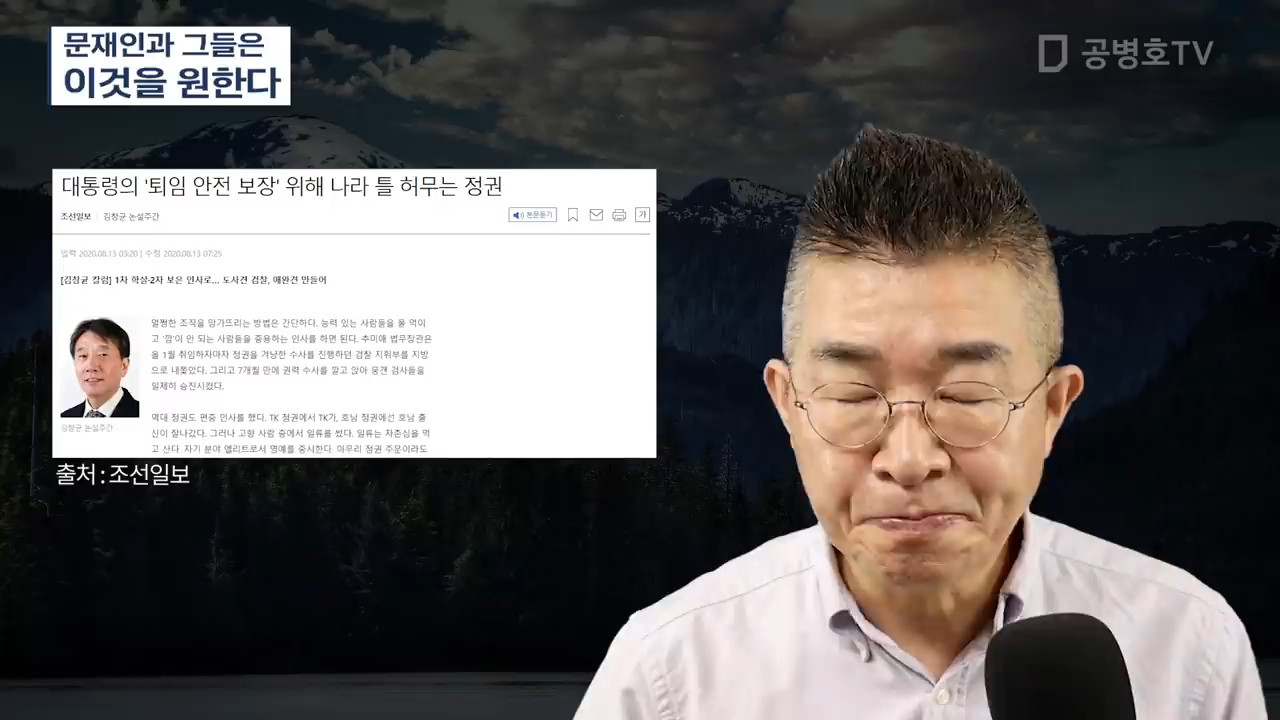 문재인과 그들은
이것을 원한다
공병호TV
대통령의 '퇴임 안전 보장' 위해 나라 틀 허무는 정권
조선일보 김창균 논설주간
본문듣기
가
입력 2020.08.13 03:20 | 수정 2020.08.13 07:25
[김창균 칼럼] 1차 학살·2차 보은 인사로... 도사견 검찰, 애완견 만들어
멀쩡한 조직을 망가뜨리는 방법은 간단하다. 능력 있는 사람들을 물 먹이
고 '깜'이 안 되는 사람들을 중용하는 인사를 하면 된다. 추미애 법무장관은
올 1월 취임하자마자 정권을 겨냥한 수사를 진행하던 검찰 지휘부를 지방
으로 내쫓았다. 그리고 7개월 만에 권력 수사를 깔고 앉아 뭉갠 검사들을
일제히 승진시켰다.
역대 정권도 편중 인사를 했다. TK 정권에서 TK가, 호남 정권에선 호남 출
신이 잘나갔다. 그러나 고향 사람 중에서 일류를 썼다. 일류는 자존심을 먹
고 산다. 자기 분야 엘리트로서 명예를 중시한다. 아무리 정권 주문이라도
김창균 논설주간
출처 : 조선일보